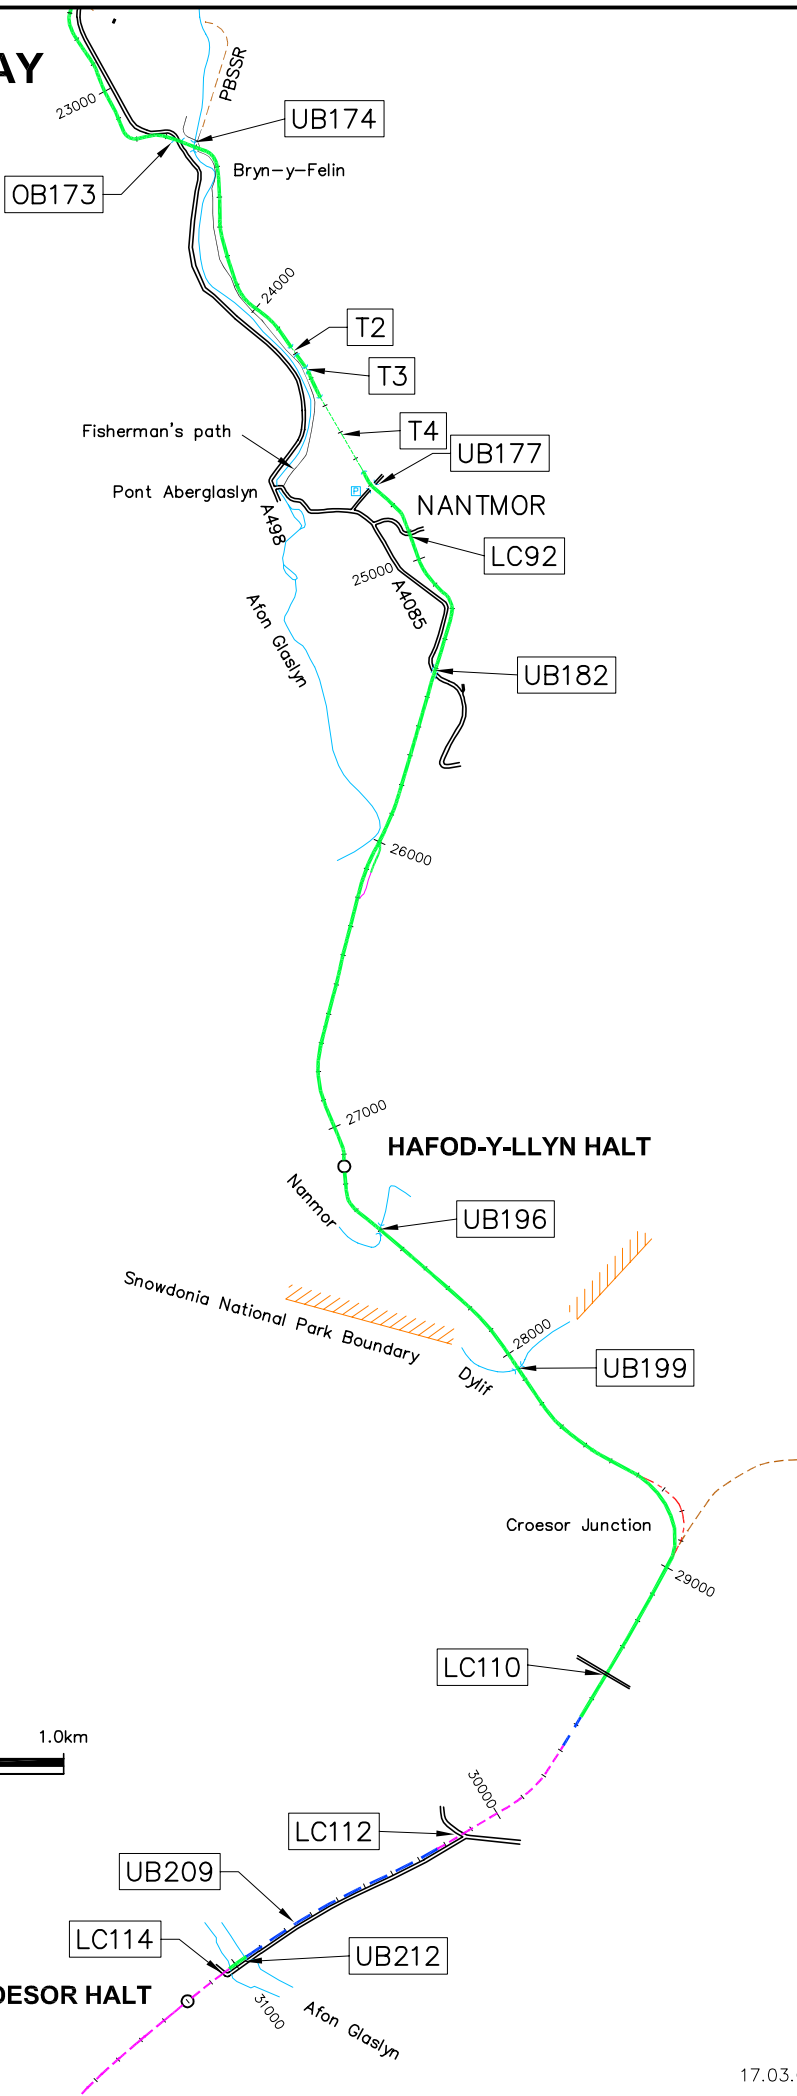 AY
PBSSR
23000
UB174
Bryn-y-Felin
OB173
24000
T2
T3
Fisherman's path
T4
UB177
Pont Aberglaslyn
P
NANTMOR
A498
LC92
25000
A4085
Afon Glaslyn
UB182
26000
27000
HAFOD-Y-LLYN HALT
Nanmor
UB196
Snowdonia National Park Boundary
28000
UB199
Dylif
Croesor Junction
29000
LC110
1.0km
30000
LC112
UB209
LC114
UB212
OESOR HALT
31000
Afon Glaslyn
17.03.